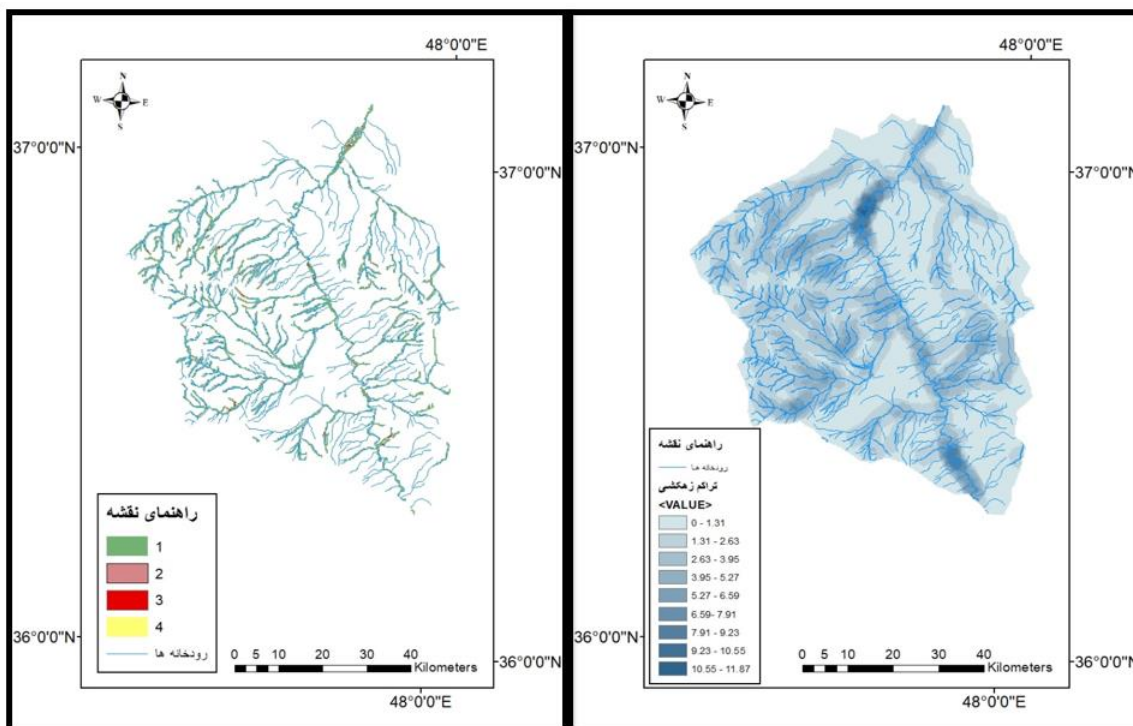 48°0'0"E
N
W E
S
37°0'0"N
37°0'0"N
راهنمای نقشه
1
2
3
4
رودخانه ها
36°0'0"N
0 5 10 20 30 40
Kilometers
36°0'0"N
48°0'0"E
48°0'0"E
N
W E
S
37°0'0"N
37°0'0"N
راهنمای نقشه
رودخانه ها
تراکم زهکشی
<VALUE>
0 - 1.31
1.31 - 2.63
2.63 - 3.95
3.95 - 5.27
5.27 - 6.59
6.59- 7.91
7.91 - 9.23
9.23 - 10.55
10.55 - 11.87
36°0'0"N
0 5 10 20 30 40
Kilometers
36°0'0"N
48°0'0"E